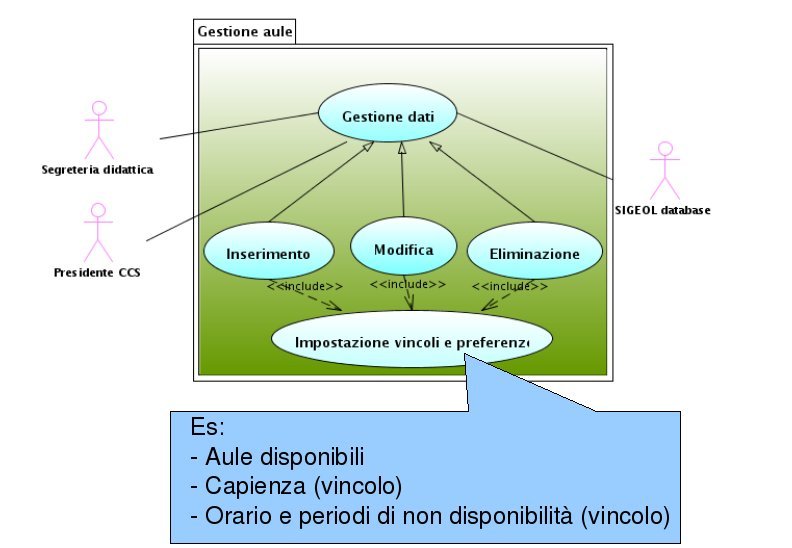 Gestione aule
Gestione dati
Segreteria didattica
SIGEOL database
Presidente CCS
Inserimento
Modifica
Eliminazione
<<include>>
<<include>>
<<include>>
Impostazione vincoli e preferenze
Es:
- Aule disponibili
- Capienza (vincolo)
- Orario e periodi di non disponibilità (vincolo)